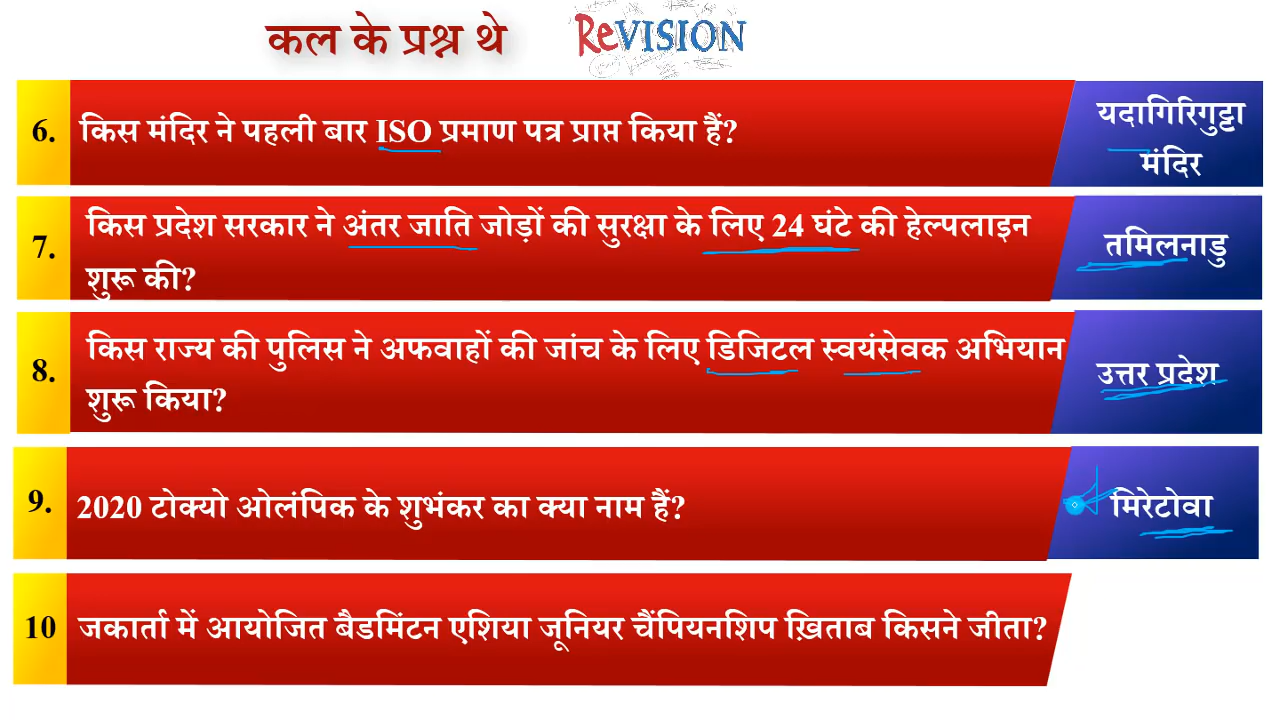 कल के प्रश्न थे ReVISION
6. किस मंदिर ने पहली बार ISO प्रमाण पत्र प्राप्त किया हैं?
यदागिरिगुट्टा
मंदिर
7. किस प्रदेश सरकार ने अंतर जाति जोड़ों की सुरक्षा के लिए 24 घंटे की हेल्पलाइन
शुरू की?
तमिलनाडु
8. किस राज्य की पुलिस ने अफवाहों की जांच के लिए डिजिटल स्वयंसेवक अभियान
शुरू किया?
उत्तर प्रदेश
9. 2020 टोक्यो ओलंपिक के शुभंकर का क्या नाम हैं?
मिरेटोवा
10 जकार्ता में आयोजित बैडमिंटन एशिया जूनियर चैंपियनशिप ख़िताब किसने जीता?